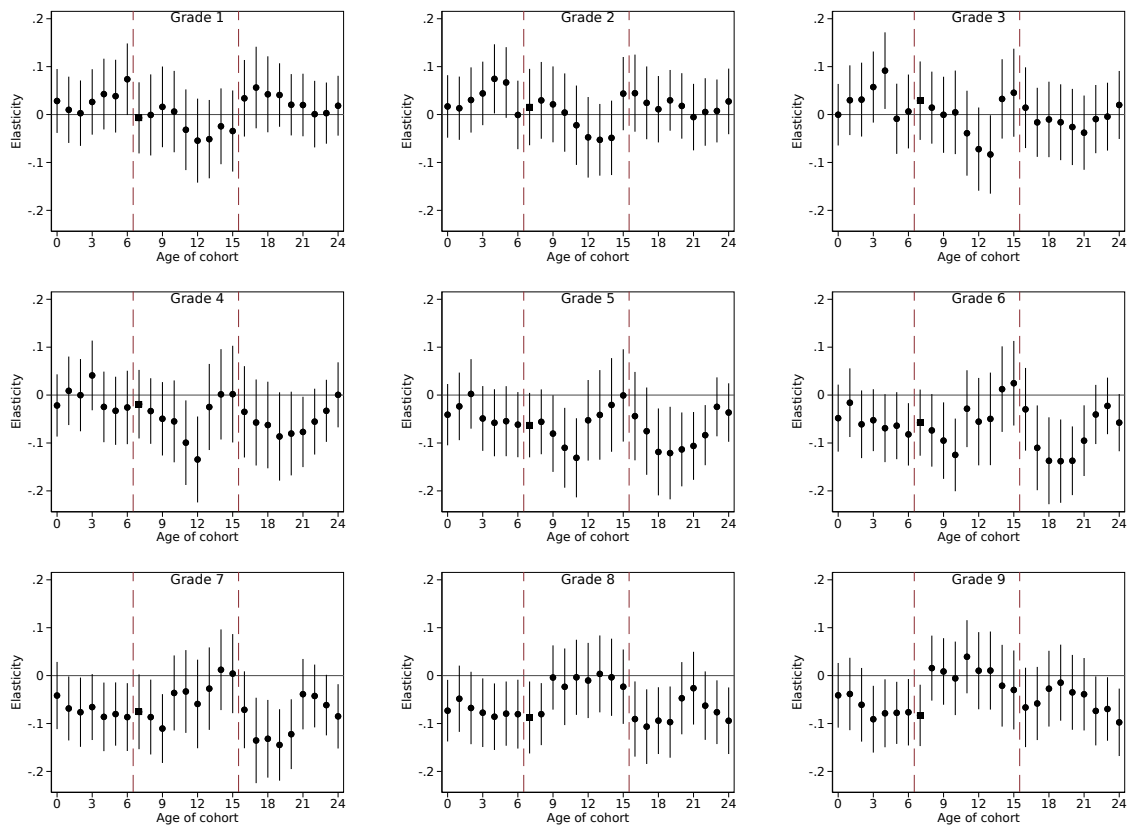 Grade 1
.2
.1
0
-.1
-.2
Elasticity
0 3 6 9 12 15 18 21 24
Age of cohort
Grade 2
.2
.1
0
-.1
-.2
Elasticity
0 3 6 9 12 15 18 21 24
Age of cohort
Grade 3
.2
.1
0
-.1
-.2
Elasticity
0 3 6 9 12 15 18 21 24
Age of cohort
Grade 4
.2
.1
0
-.1
-.2
Elasticity
0 3 6 9 12 15 18 21 24
Age of cohort
Grade 5
.2
.1
0
-.1
-.2
Elasticity
0 3 6 9 12 15 18 21 24
Age of cohort
Grade 6
.2
.1
0
-.1
-.2
Elasticity
0 3 6 9 12 15 18 21 24
Age of cohort
Grade 7
.2
.1
0
-.1
-.2
Elasticity
0 3 6 9 12 15 18 21 24
Age of cohort
Grade 8
.2
.1
0
-.1
-.2
Elasticity
0 3 6 9 12 15 18 21 24
Age of cohort
Grade 9
.2
.1
0
-.1
-.2
Elasticity
0 3 6 9 12 15 18 21 24
Age of cohort